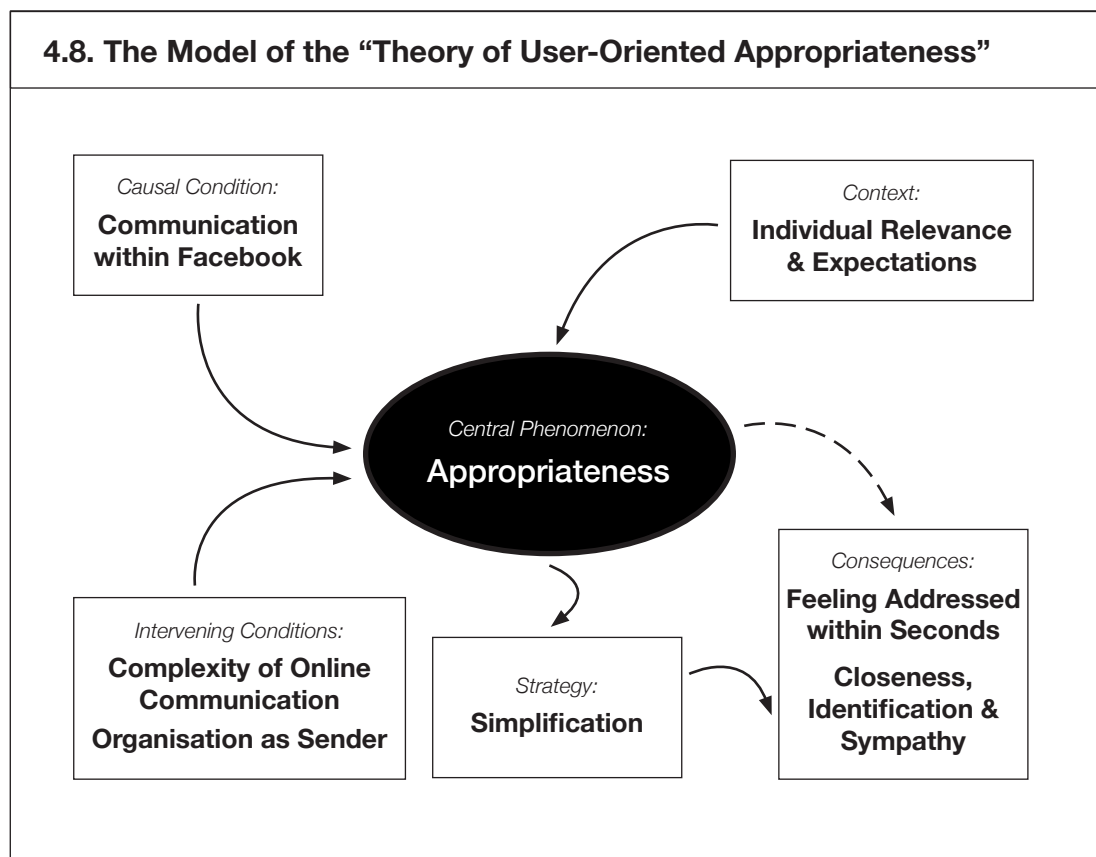 4.8. The Model of the “Theory of User-Oriented Appropriateness”
Causal Condition:
Communication
within Facebook
Context:
Individual Relevance
& Expectations
Central Phenomenon:
Appropriateness
Intervening Conditions:
Complexity of Online
Communication
Organisation as Sender
Strategy:
Simplification
Consequences:
Feeling Addressed
within Seconds
Closeness,
Identification &
Sympathy